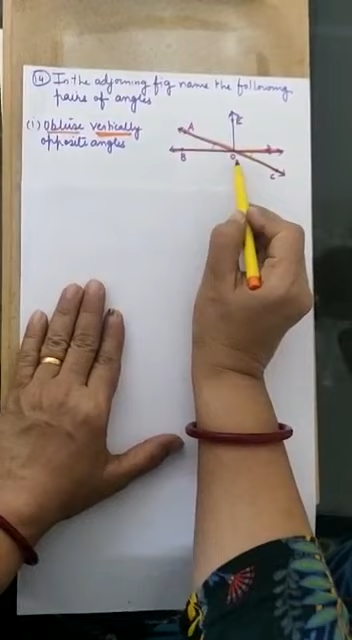 14 In the adjoining fig name the following
pairs of angles
(i) Obtuse vertically
opposite angles
A
E
B
O
C